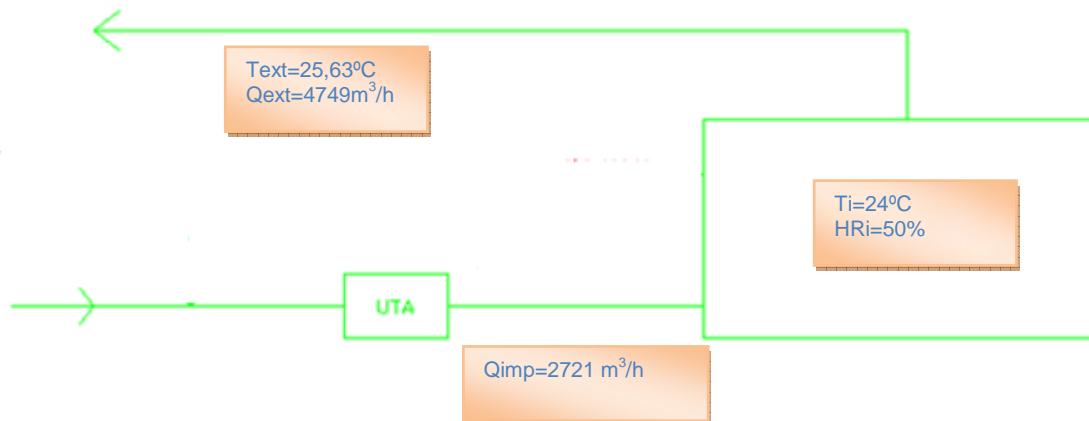 Text=25,63ºC
Qext=4749m³/h
Ti=24ºC
HRi=50%
UTA
Qimp=2721 m³/h